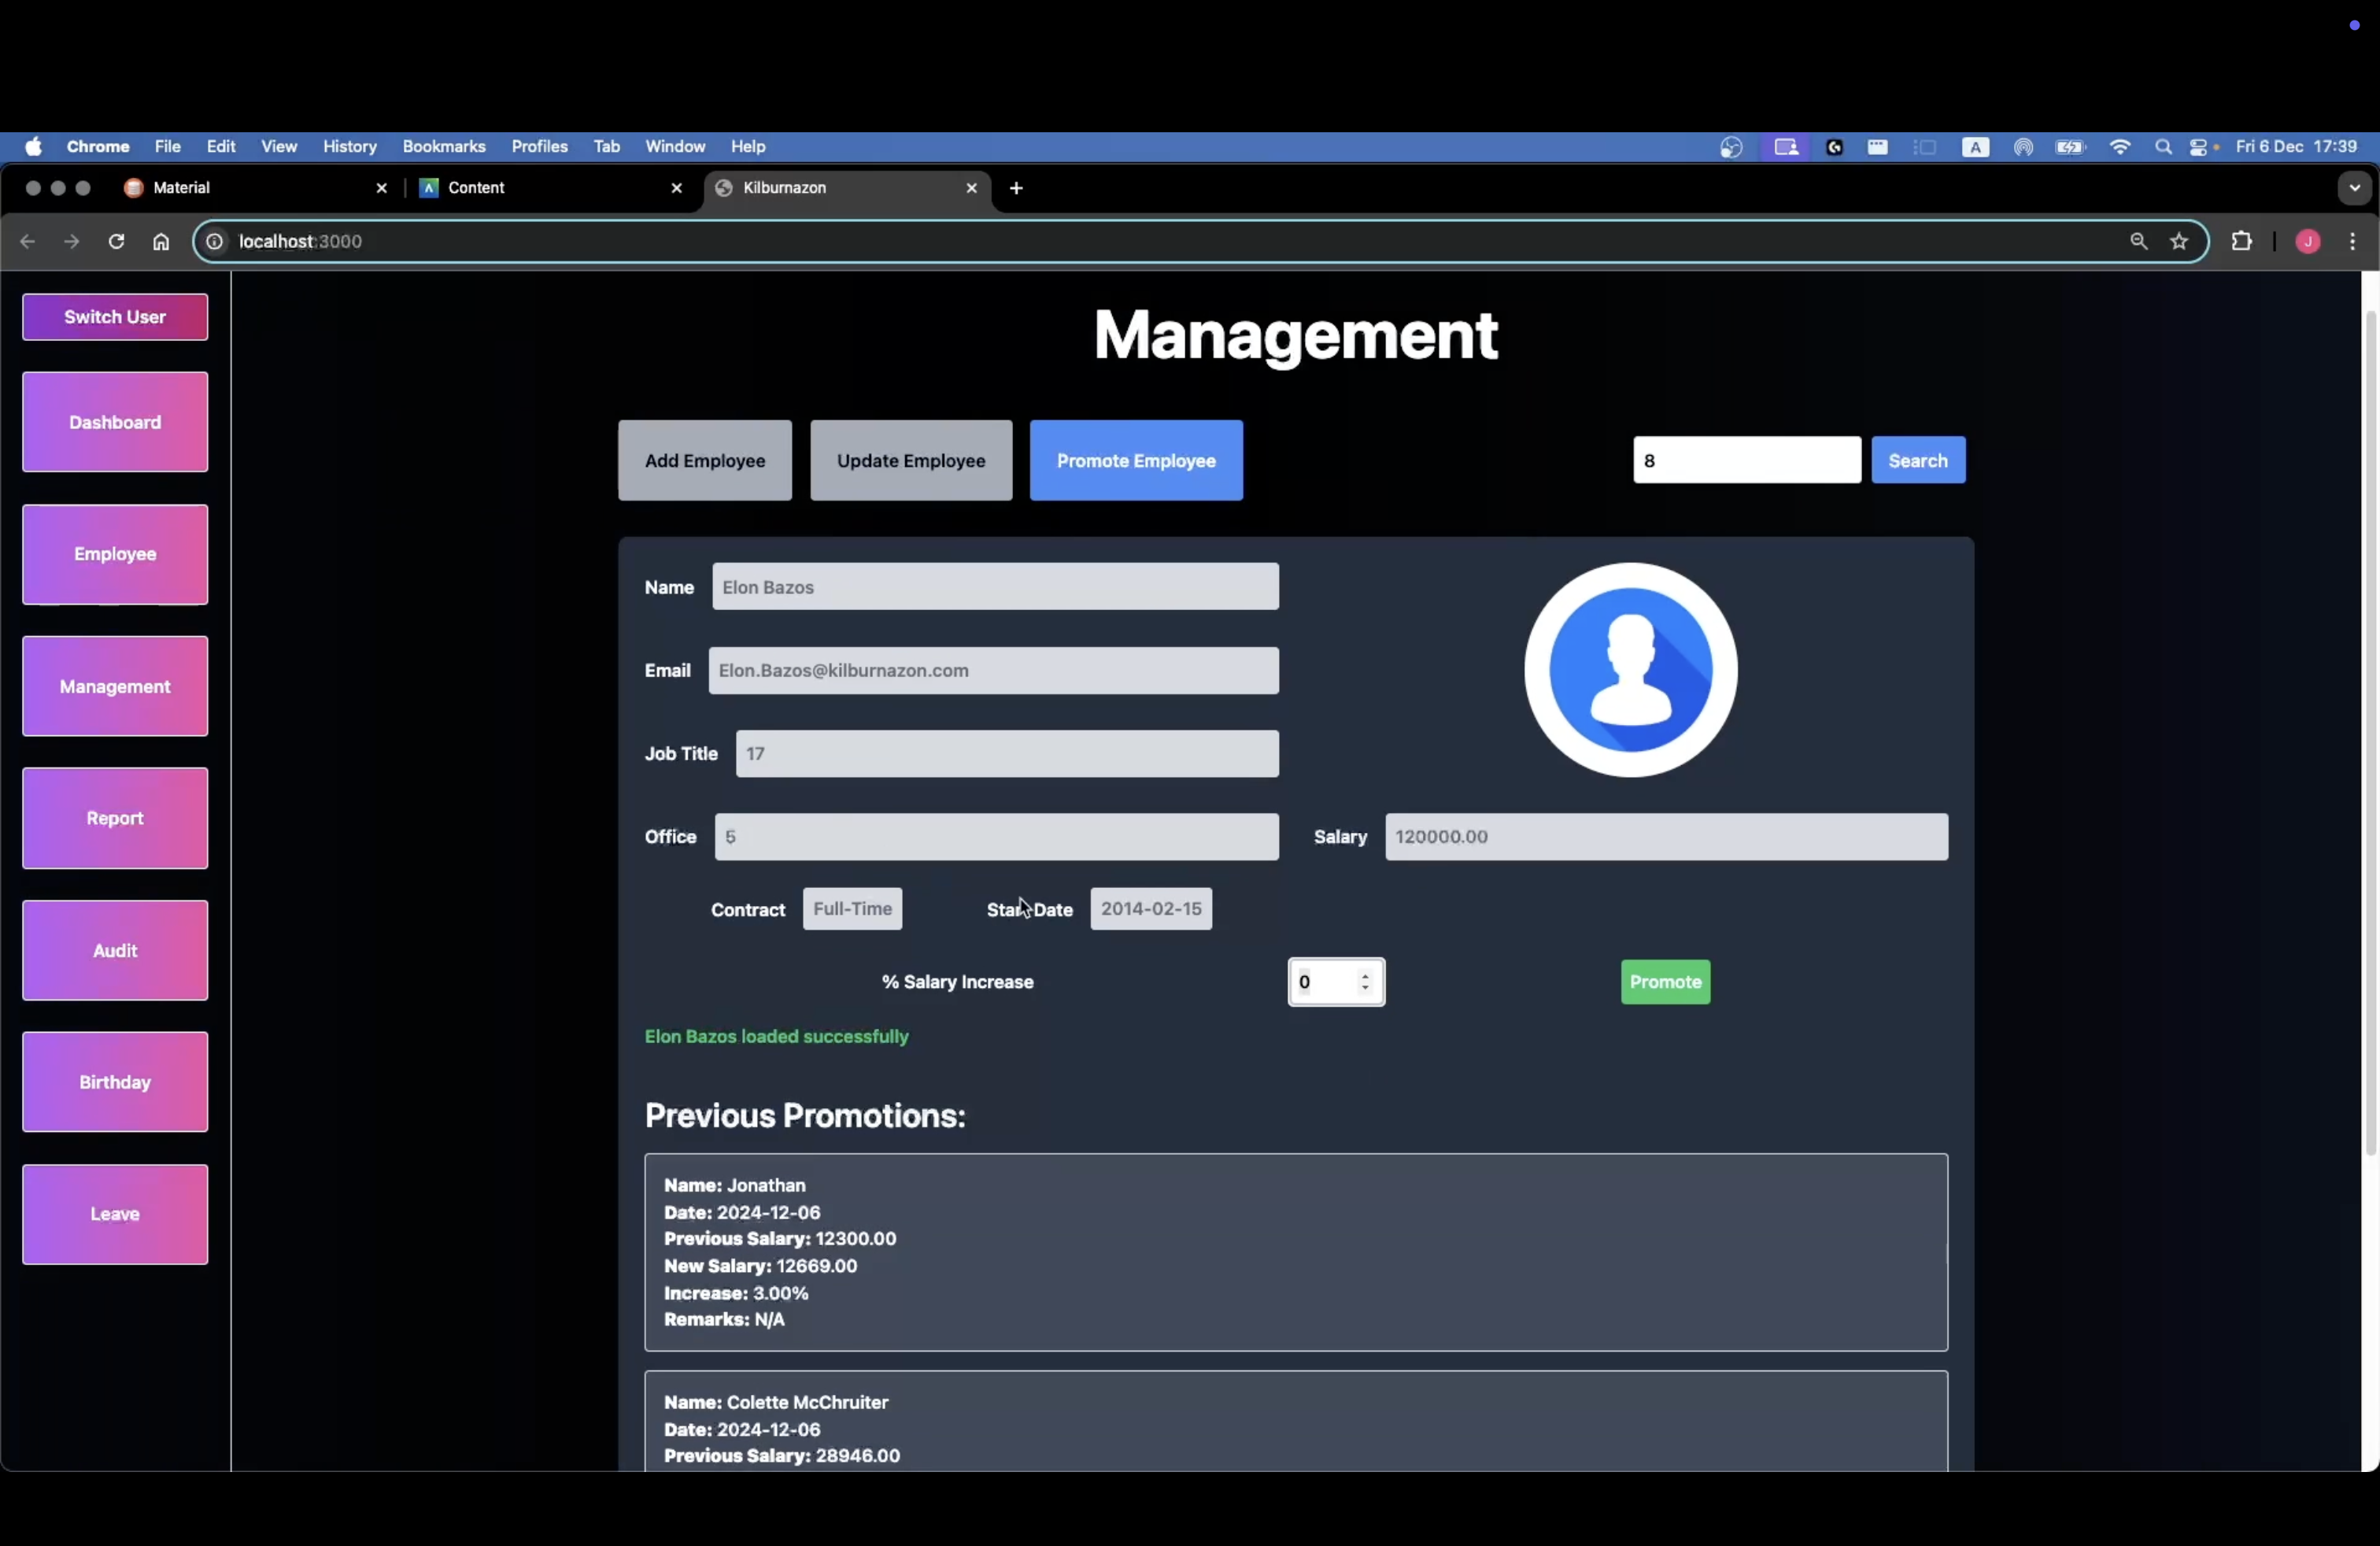 Chrome File Edit View History Bookmarks Profiles Tab Window Help A Fri 6 Dec 17:39
Material Content Kilburnazon
localhost:3000 J
Switch User
Dashboard
Employee
Management
Report
Audit
Birthday
Leave
Management
Add Employee Update Employee Promote Employee 8 Search
Name Elon Bazos
Email Elon.Bazos@kilburnazon.com
Job Title 17
Office 5 Salary 120000.00
Contract Full-Time Start Date 2014-02-15
% Salary Increase 0 Promote
Elon Bazos loaded successfully
Previous Promotions:
Name: Jonathan
Date: 2024-12-06
Previous Salary: 12300.00
New Salary: 12669.00
Increase: 3.00%
Remarks: N/A
Name: Colette McChruiter
Date: 2024-12-06
Previous Salary: 28946.00